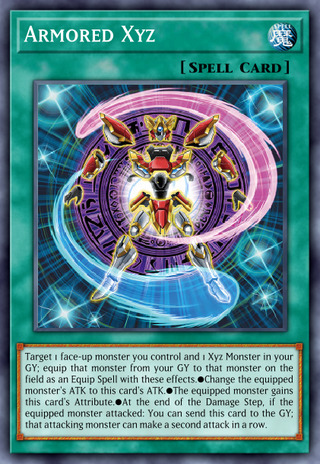 Armored Xyz
魔
[ Spell Card ]
Target 1 face-up monster you control and 1 Xyz Monster in your
GY; equip that monster from your GY to that monster on the
field as an Equip Spell with these effects.●Change the equipped
monster's ATK to this card's ATK.●The equipped monster gains
this card's Attribute.●At the end of the Damage Step, if the
equipped monster attacked: You can send this card to the GY;
that attacking monster can make a second attack in a row.